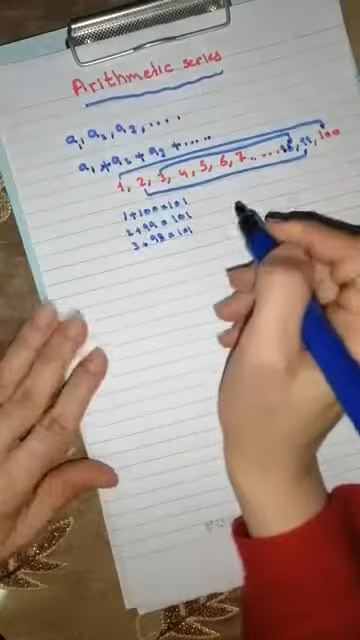 Arithmetic series
a₁, a₂, a₃, ....
a₁ + a₂ + a₃ + ....
1, 2, 3, 4, 5, 6, 7, ...... 98, 99, 100
1+100=101
2+99=101
3+98=101